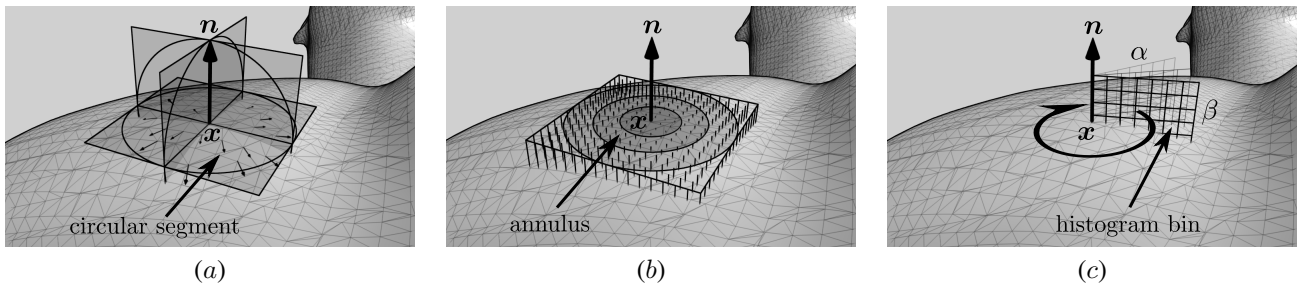 n
x
circular segment
(a)
n
x
annulus
(b)
n
α
β
x
histogram bin
(c)